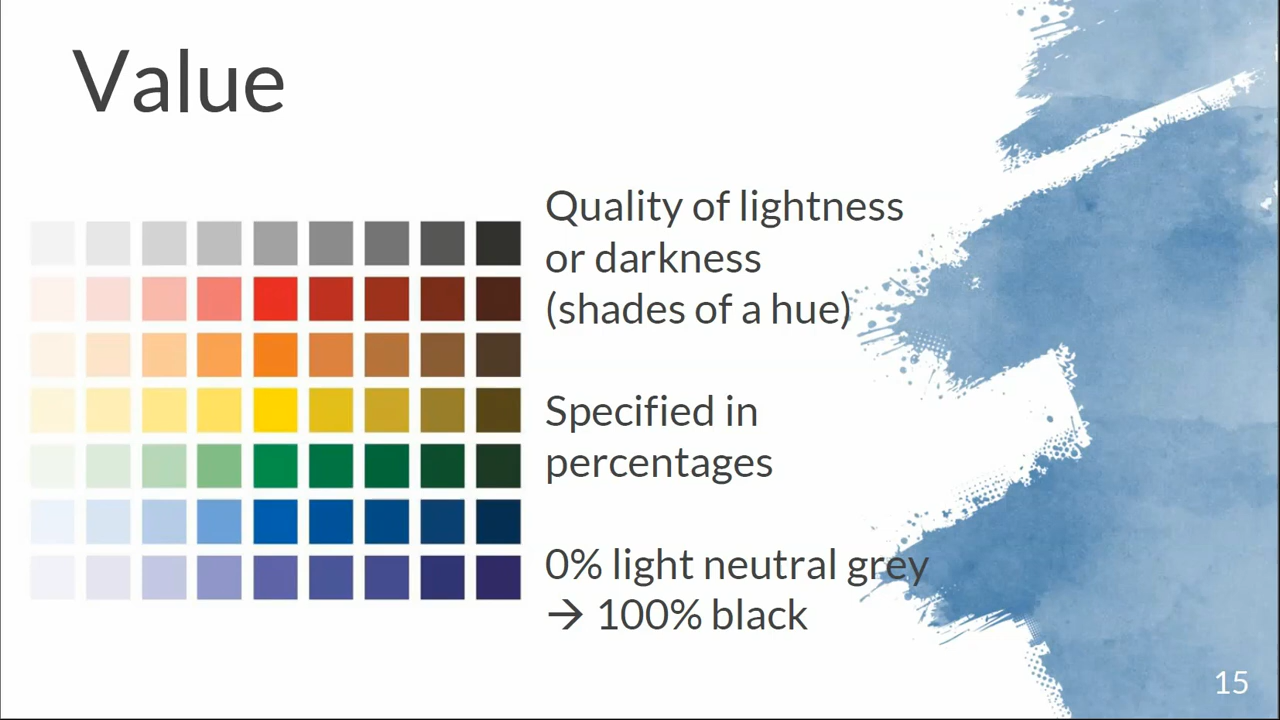 Value
Quality of lightness
or darkness
(shades of a hue)
Specified in
percentages
0% light neutral grey
→ 100% black
15